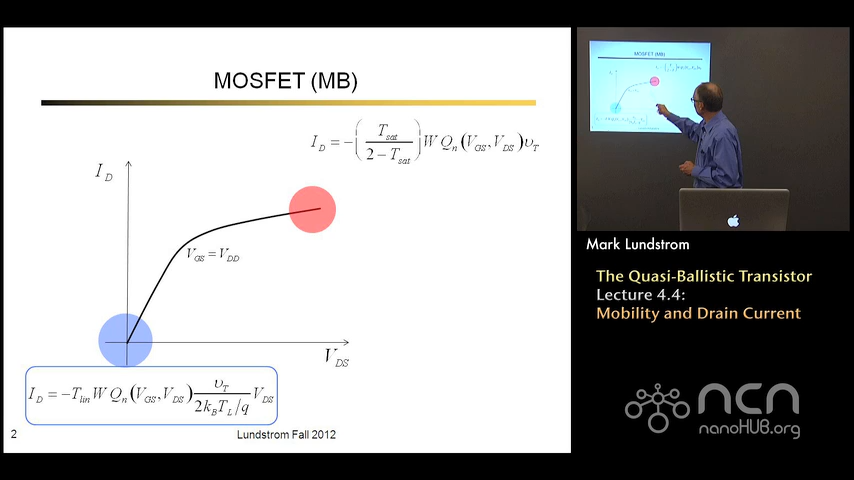 MOSFET (MB)
I_D = -(T_sat / (2 - T_sat)) W Q_n (V_GS, V_DS) υ_T
I_D
V_GS = V_DD
V_DS
I_D = -T_lin W Q_n (V_GS, V_DS) υ_T / (2k_B T_L/q) V_DS
2
Lundstrom Fall 2012
MOSFET (MB)
Mark Lundstrom
The Quasi-Ballistic Transistor
Lecture 4.4:
Mobility and Drain Current
ncn
nanoHUB.org